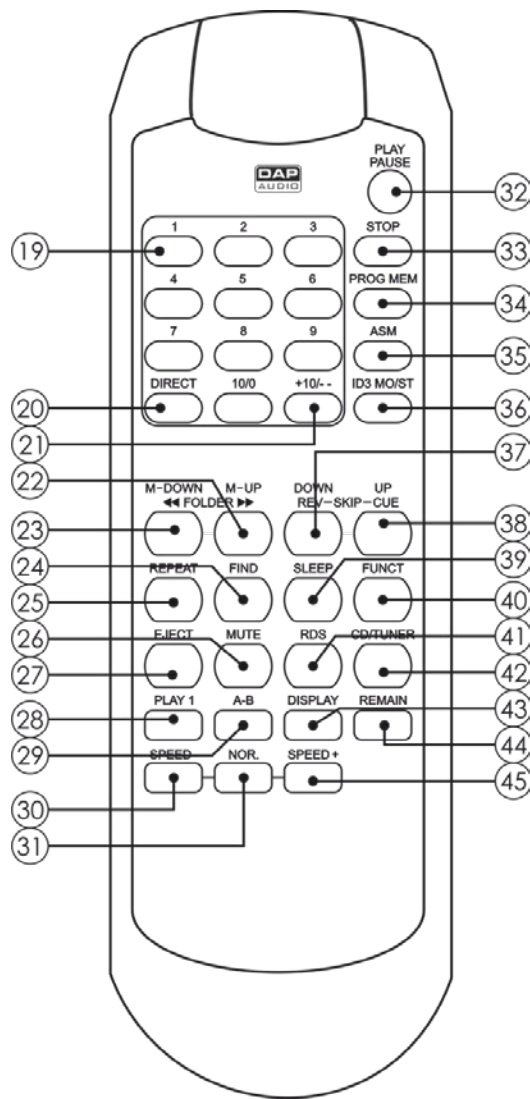 PLAY
PAUSE
DAP
AUDIO
32
1 2 3 STOP
19 33
4 5 6 PROG MEM
34
7 8 9 ASM
35
DIRECT 10/0 +10/-- ID3 MO/ST
20 36
21 37
22
M-DOWN M-UP DOWN UP
◀◀ FOLDER ▶▶ REV-SKIP-CUE
23 38
24 39
REPEAT FIND SLEEP FUNCT
25 40
26 41
EJECT MUTE RDS CD/TUNER
27 42
PLAY 1 A-B DISPLAY REMAIN
28 43
29 44
SPEED NOR. SPEED +
30 45
31